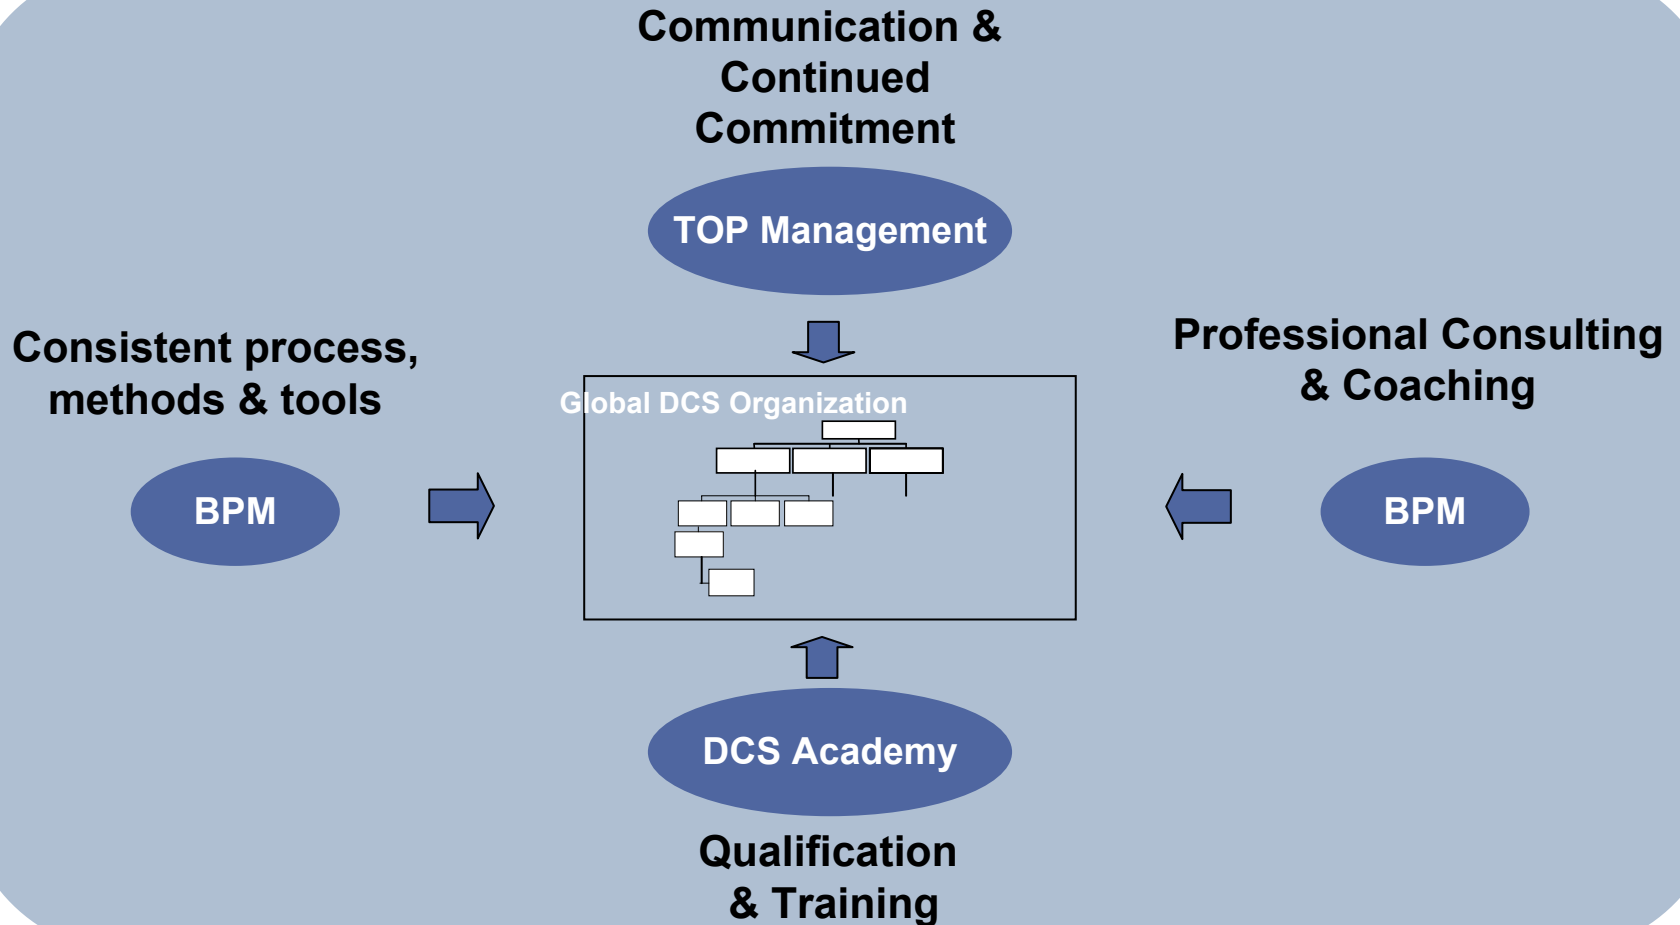 Communication &
Continued
Commitment
TOP Management
Consistent process,
methods & tools
BPM
Global DCS Organization
Professional Consulting
& Coaching
BPM
DCS Academy
Qualification
& Training